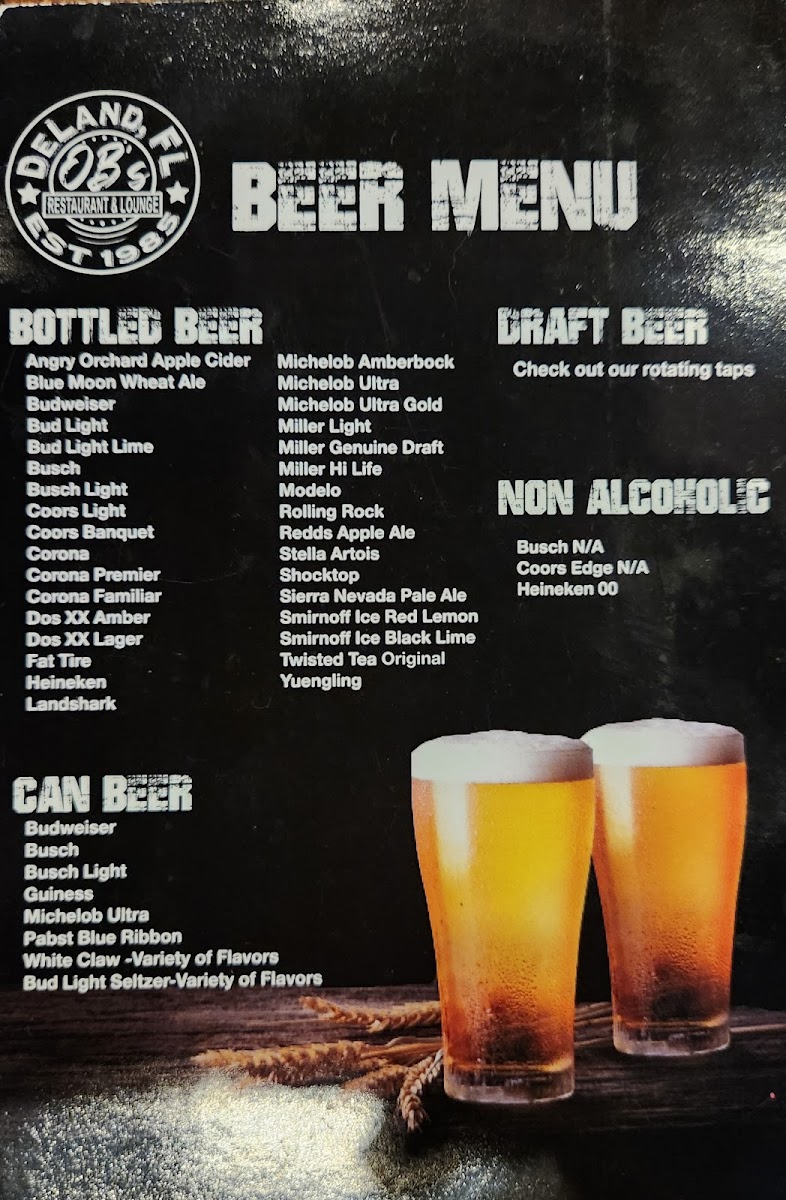 DELAND, FL
OB's
RESTAURANT & LOUNGE
EST 1985
BEER MENU
BOTTLED BEER
Angry Orchard Apple Cider
Blue Moon Wheat Ale
Budweiser
Bud Light
Bud Light Lime
Busch
Busch Light
Coors Light
Coors Banquet
Corona
Corona Premier
Corona Familiar
Dos XX Amber
Dos XX Lager
Fat Tire
Heineken
Landshark
Michelob Amberbock
Michelob Ultra
Michelob Ultra Gold
Miller Light
Miller Genuine Draft
Miller Hi Life
Modelo
Rolling Rock
Redds Apple Ale
Stella Artois
Shocktop
Sierra Nevada Pale Ale
Smirnoff Ice Red Lemon
Smirnoff Ice Black Lime
Twisted Tea Original
Yuengling
DRAFT BEER
Check out our rotating taps
NON ALCOHOLIC
Busch N/A
Coors Edge N/A
Heineken 00
CAN BEER
Budweiser
Busch
Busch Light
Guiness
Michelob Ultra
Pabst Blue Ribbon
White Claw -Variety of Flavors
Bud Light Seltzer-Variety of Flavors